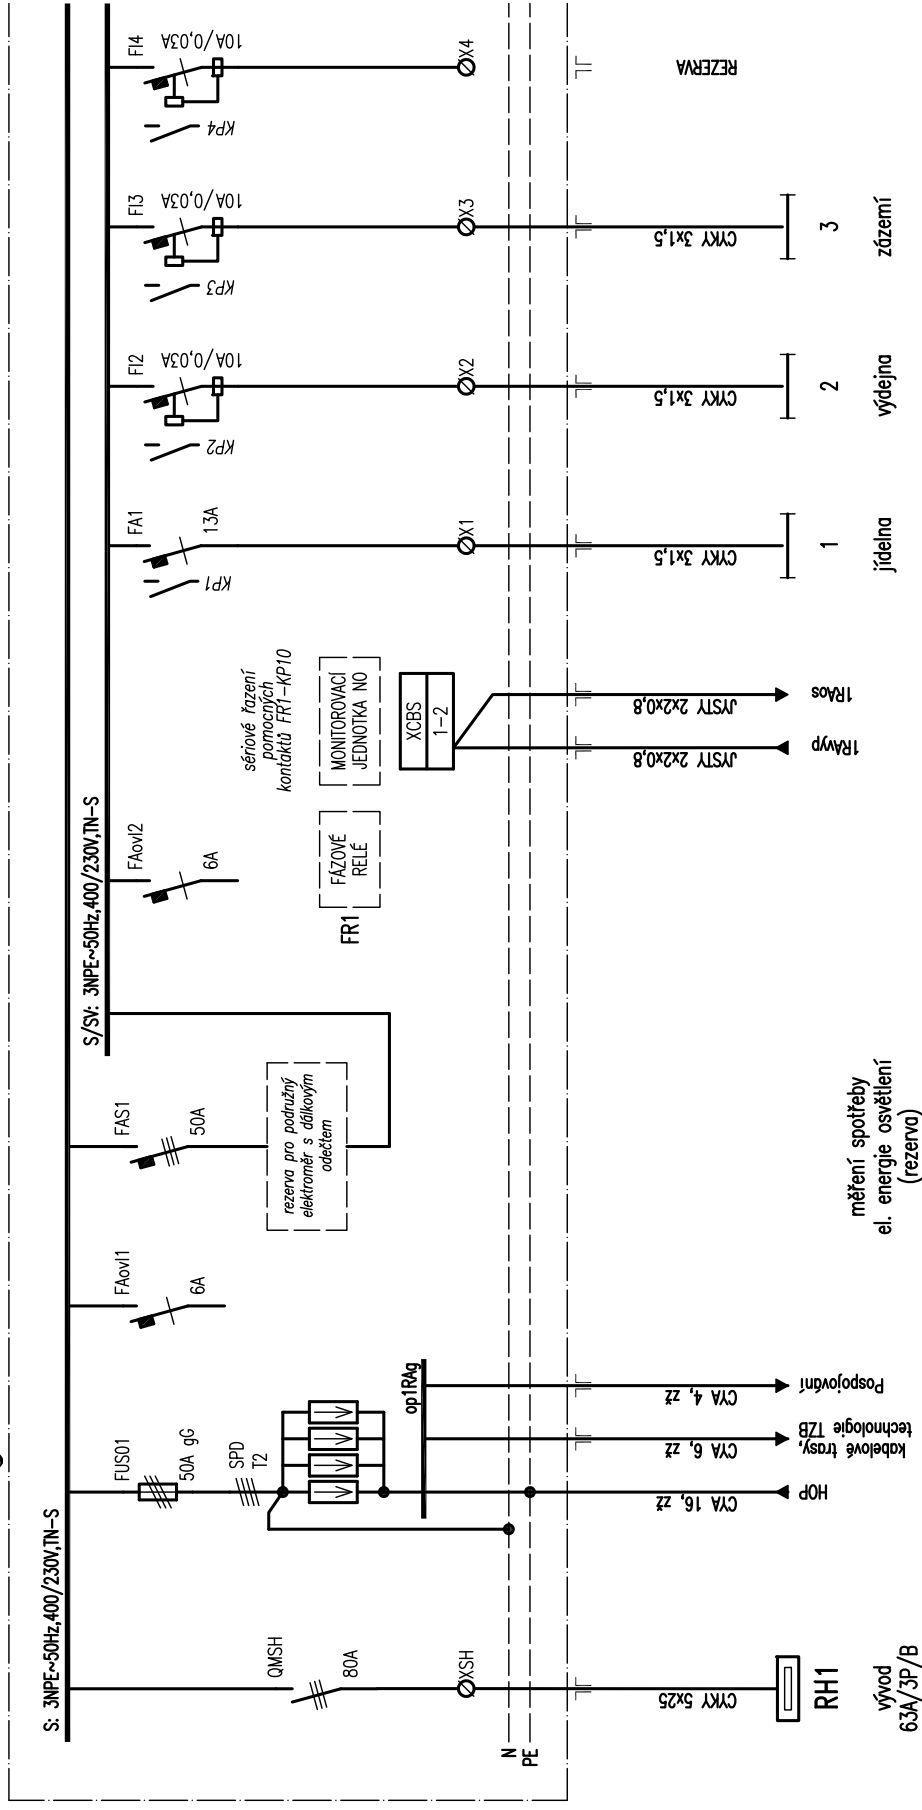 S: 3NPE~50Hz,400/230V,TN-S
QMSH
80A
XSH
N
PE
CYKY 5x25
RH1
vývod
63A/3P/B
FUS01
50A gG
SPD
T2
op1RAg
CYA 16, zž
HOP
CYA 6, zž
kabelové trasy,
technologie TZB
CYA 4, zž
Pospojování
FAovl1
6A
FAS1
50A
rezerva pro podružný
elektroměr s dálkovým
odečtem
měření spotřeby
el. energie osvětlení
(rezerva)
S/SV: 3NPE~50Hz,400/230V,TN-S
FAovl2
6A
FR1
FÁZOVÉ
RELÉ
sériové řazení
pomocných
kontaktů FR1-KP10
MONITOROVACÍ
JEDNOTKA NO
XCBS
1-2
JYSTY 2x2x0,8
1RAvyp
JYSTY 2x2x0,8
1RAos
FA1
13A
KP1
X1
CYKY 3x1,5
1
jídelna
FI2
10A/0,03A
KP2
X2
CYKY 3x1,5
2
výdejna
FI3
10A/0,03A
KP3
X3
CYKY 3x1,5
3
zázemí
FI4
10A/0,03A
KP4
X4
REZERVA